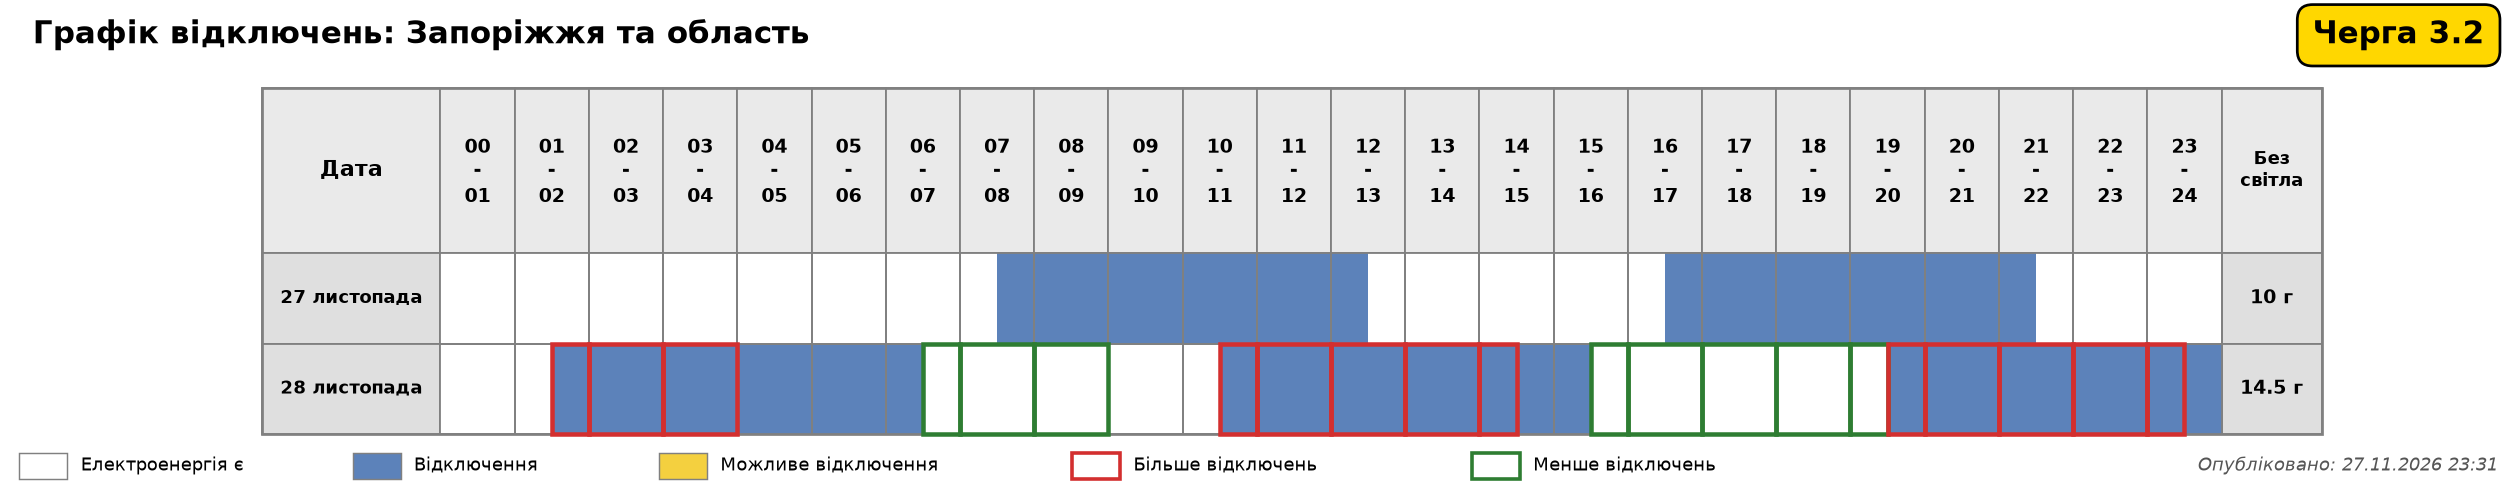 Графік відключень: Запоріжжя та область
Черга 3.2
Дата
00 - 01
01 - 02
02 - 03
03 - 04
04 - 05
05 - 06
06 - 07
07 - 08
08 - 09
09 - 10
10 - 11
11 - 12
12 - 13
13 - 14
14 - 15
15 - 16
16 - 17
17 - 18
18 - 19
19 - 20
20 - 21
21 - 22
22 - 23
23 - 24
Без
світла
27 листопада
10 г
28 листопада
14.5 г
Електроенергія є
Відключення
Можливе відключення
Більше відключень
Менше відключень
Опубліковано: 27.11.2026 23:31